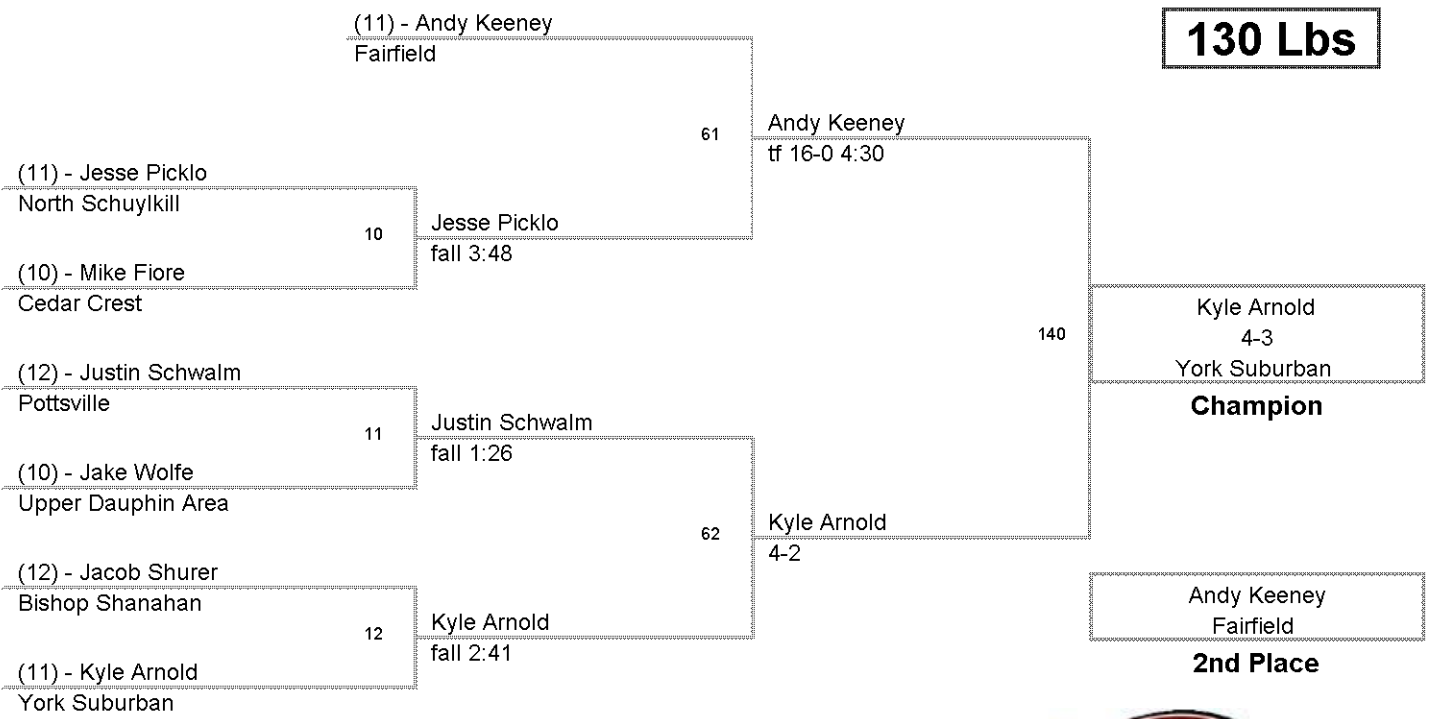 (11) - Andy Keeney
Fairfield
130 Lbs
61
Andy Keeney
tf 16-0 4:30
(11) - Jesse Picklo
North Schuylkill
10
Jesse Picklo
fall 3:48
(10) - Mike Fiore
Cedar Crest
140
Kyle Arnold
4-3
York Suburban
Champion
(12) - Justin Schwalm
Pottsville
11
Justin Schwalm
fall 1:26
(10) - Jake Wolfe
Upper Dauphin Area
62
Kyle Arnold
4-2
(12) - Jacob Shurer
Bishop Shanahan
12
Kyle Arnold
fall 2:41
(11) - Kyle Arnold
York Suburban
Andy Keeney
Fairfield
2nd Place